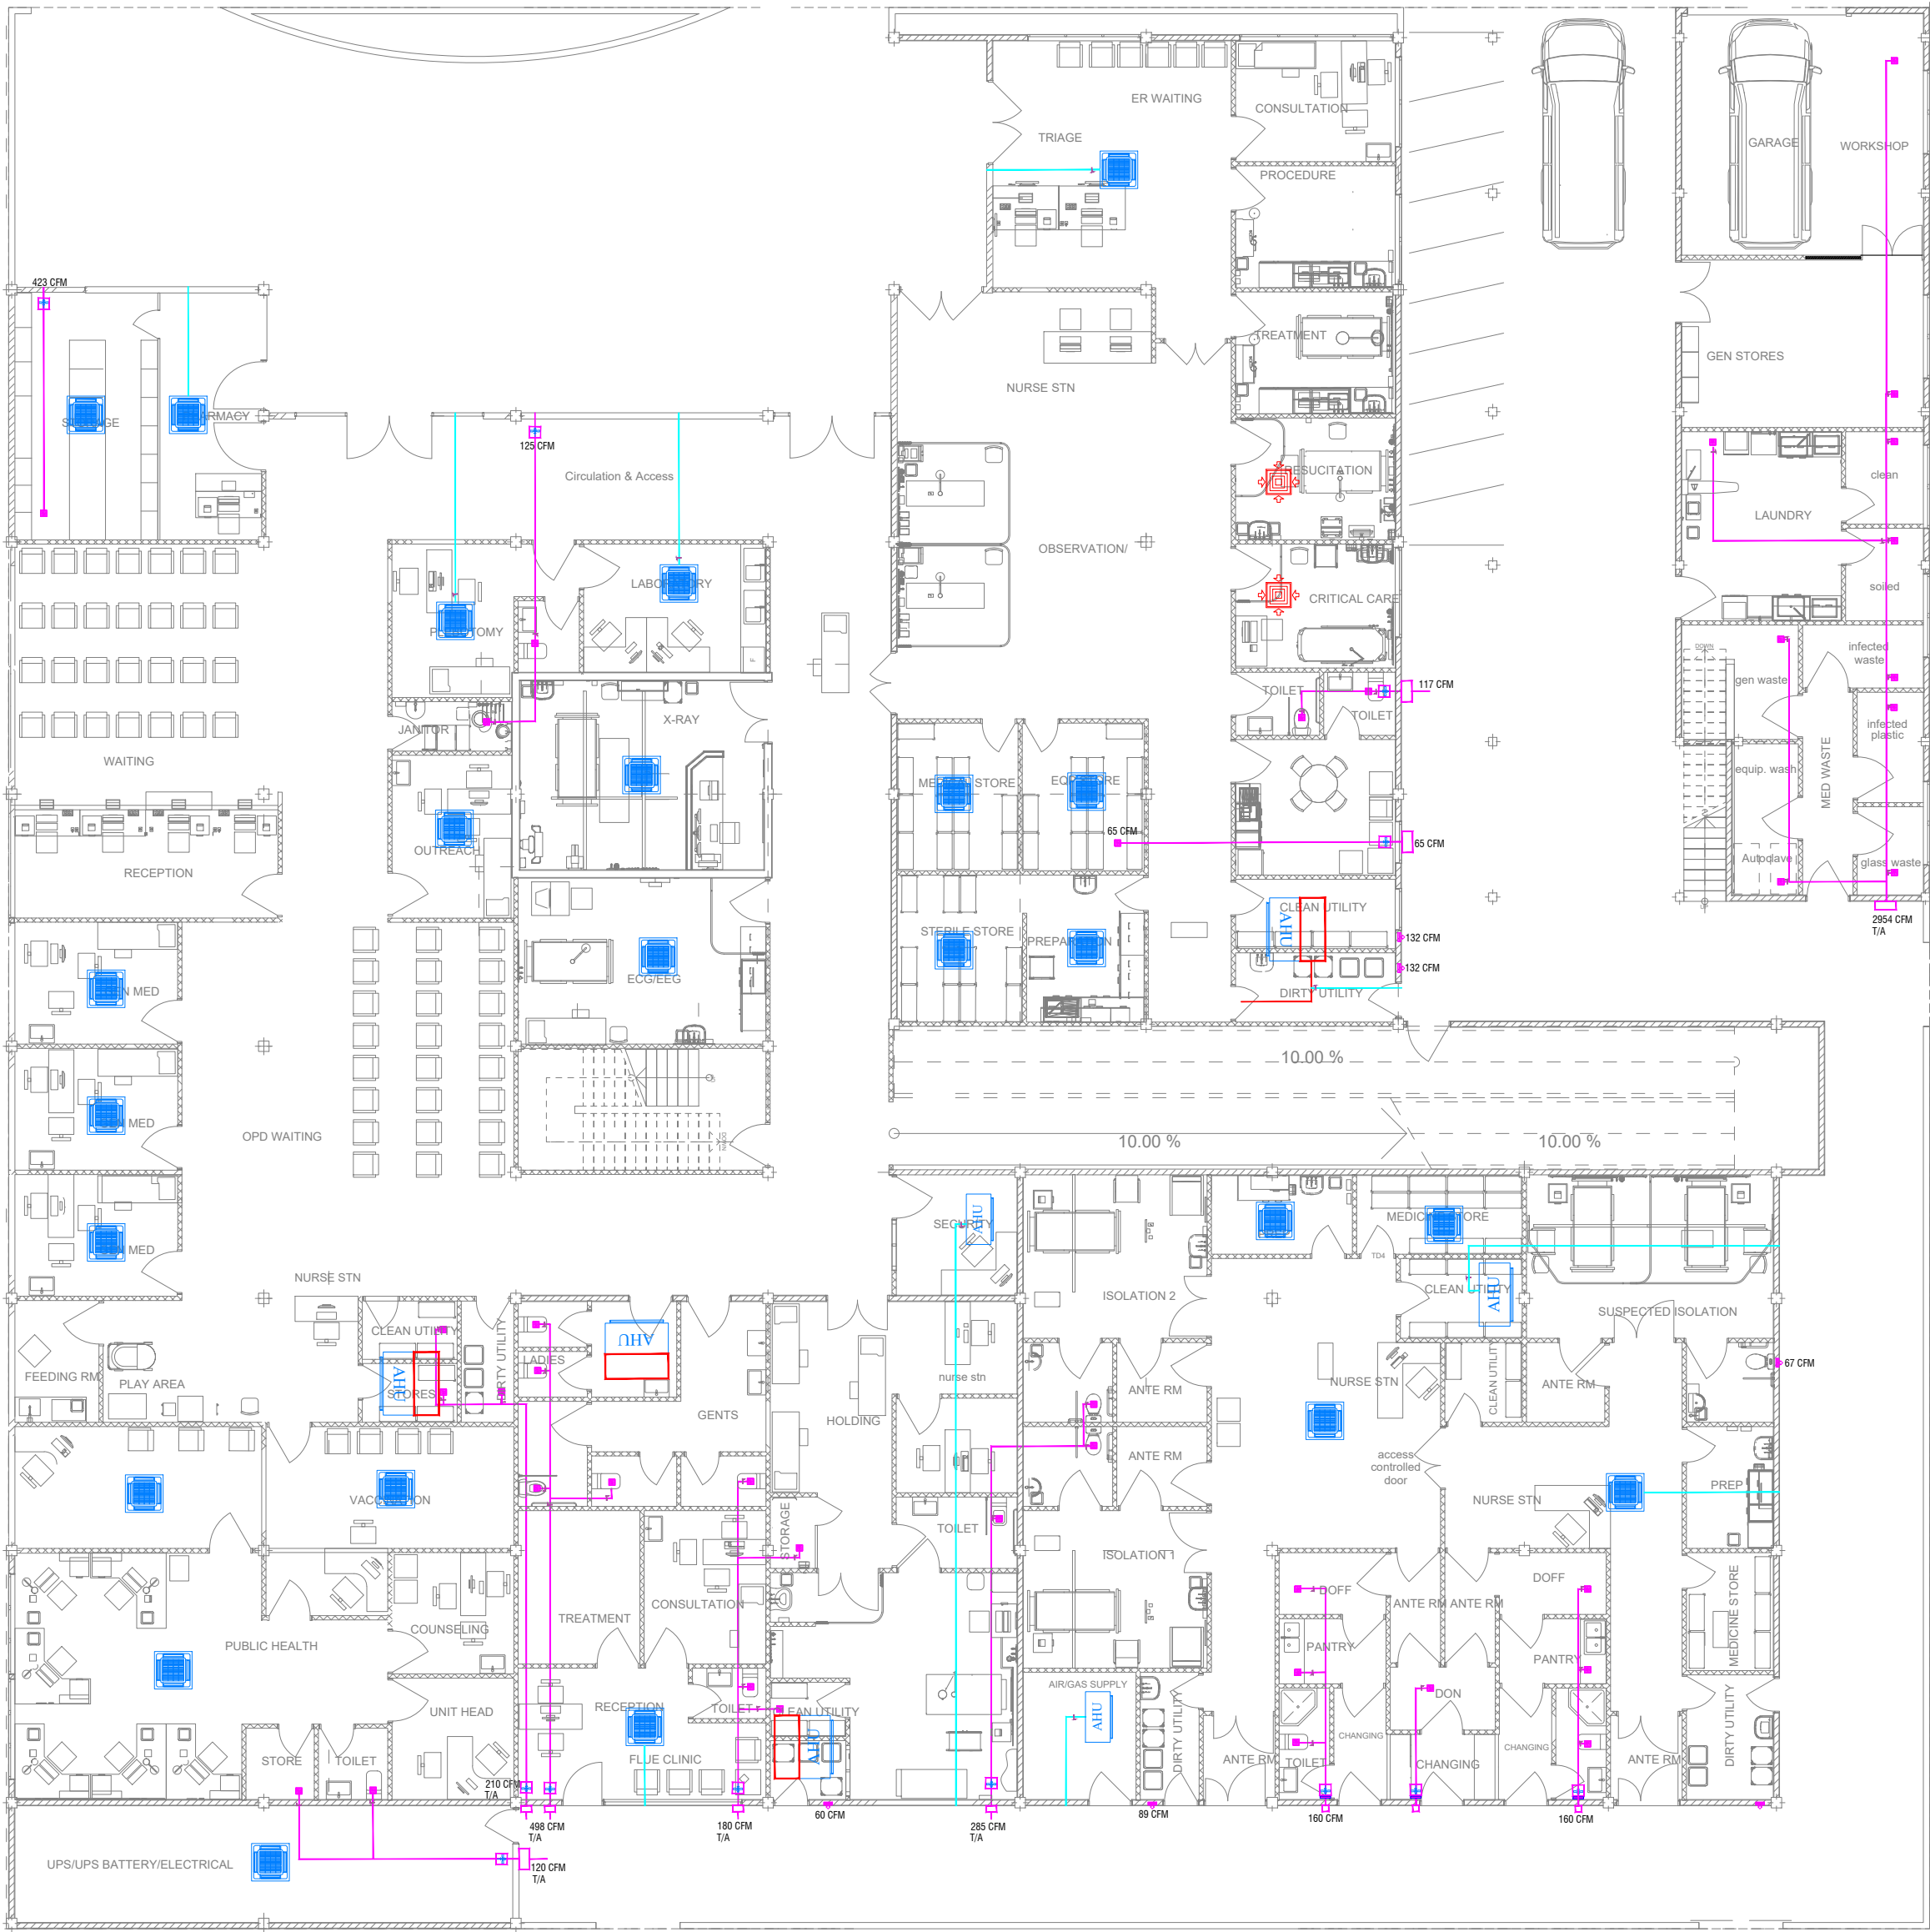 ER WAITING
CONSULTATION
TRIAGE
GARAGE
WORKSHOP
PROCEDURE
423 CFM
TREATMENT
GEN STORES
NURSE STN
125 CFM
Circulation & Access
RESUCITATION
clean
LAUNDRY
OBSERVATION/
soiled
CRITICAL CARE
DOWN
infected
waste
gen waste
117 CFM
TOILET
TOILET
X-RAY
JANITOR
infected
plastic
WAITING
equip. wash
MED WASTE
65 CFM
65 CFM
OUTREACH
Autoclave
glass waste
RECEPTION
CLEAN UTILITY
AHU
2954 CFM
T/A
STERILE STORE
132 CFM
132 CFM
ECG/EEG
DIRTY UTILITY
10.00 %
OPD WAITING
DOWN
10.00 %
10.00 %
SECURITY
AHU
TD4
NURSE STN
ISOLATION 2
CLEAN UTILITY
AHU
SUSPECTED ISOLATION
CLEAN UTILITY
DIRTY UTILITY
AHU
LADIES
FEEDING RM
PLAY AREA
AHU
STORES
nurse stn
ANTE RM
NURSE STN
CLEAN UTILITY
ANTE RM
67 CFM
GENTS
HOLDING
ANTE RM
access
controlled
door
PREP
NURSE STN
STORAGE
TOILET
ISOLATION 1
TREATMENT
CONSULTATION
DOFF
DOFF
ANTE RM
ANTE RM
COUNSELING
PUBLIC HEALTH
PANTRY
PANTRY
MEDICINE STORE
AIR/GAS SUPPLY
DON
UNIT HEAD
RECEPTION
TOILET
AHU
AHU
DIRTY UTILITY
CHANGING
CHANGING
CHANGING
DIRTY UTILITY
STORE
TOILET
FLUE CLINIC
ANTE RM
TOILET
ANTE RM
210 CFM
T/A
498 CFM
T/A
180 CFM
T/A
60 CFM
285 CFM
T/A
89 CFM
160 CFM
160 CFM
UPS/UPS BATTERY/ELECTRICAL
120 CFM
T/A